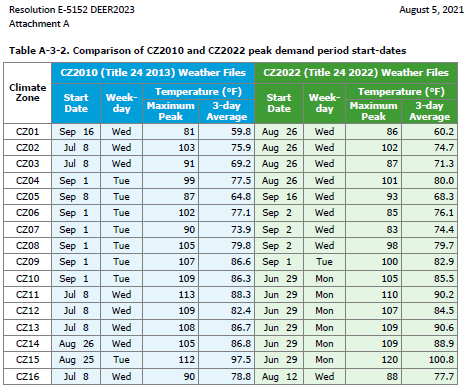 Resolution E-5152 DEER2023 August 5, 2021
Attachment A
Table A-3-2. Comparison of CZ2010 and CZ2022 peak demand period start-dates
Climate Zone CZ2010 (Title 24 2013) Weather Files CZ2022 (Title 24 2022) Weather Files
Start Date Week-day Temperature (°F) Start Date Week-day Temperature (°F)
Maximum Peak 3-day Average Maximum Peak 3-day Average
CZ01 Sep 16 Wed 81 59.8 Aug 26 Wed 86 60.2
CZ02 Jul 8 Wed 103 75.9 Aug 26 Wed 102 74.7
CZ03 Jul 8 Wed 91 69.2 Aug 26 Wed 87 71.3
CZ04 Sep 1 Tue 99 77.5 Aug 26 Wed 101 80.0
CZ05 Sep 8 Tue 87 64.8 Sep 16 Wed 93 68.3
CZ06 Sep 1 Tue 102 77.1 Sep 2 Wed 85 76.1
CZ07 Sep 1 Tue 90 73.9 Sep 2 Wed 83 74.4
CZ08 Sep 1 Tue 105 79.8 Sep 2 Wed 98 79.7
CZ09 Sep 1 Tue 107 86.6 Sep 1 Tue 100 82.9
CZ10 Sep 1 Tue 109 86.3 Jun 29 Mon 105 85.5
CZ11 Jul 8 Wed 113 88.3 Jun 29 Mon 110 90.2
CZ12 Jul 8 Wed 109 82.4 Jun 29 Mon 107 84.5
CZ13 Jul 8 Wed 108 86.7 Jun 29 Mon 109 90.6
CZ14 Aug 26 Wed 105 86.8 Jun 29 Mon 109 88.9
CZ15 Aug 25 Tue 112 97.5 Jun 29 Mon 120 100.8
CZ16 Jul 8 Wed 90 78.8 Aug 12 Wed 88 77.7